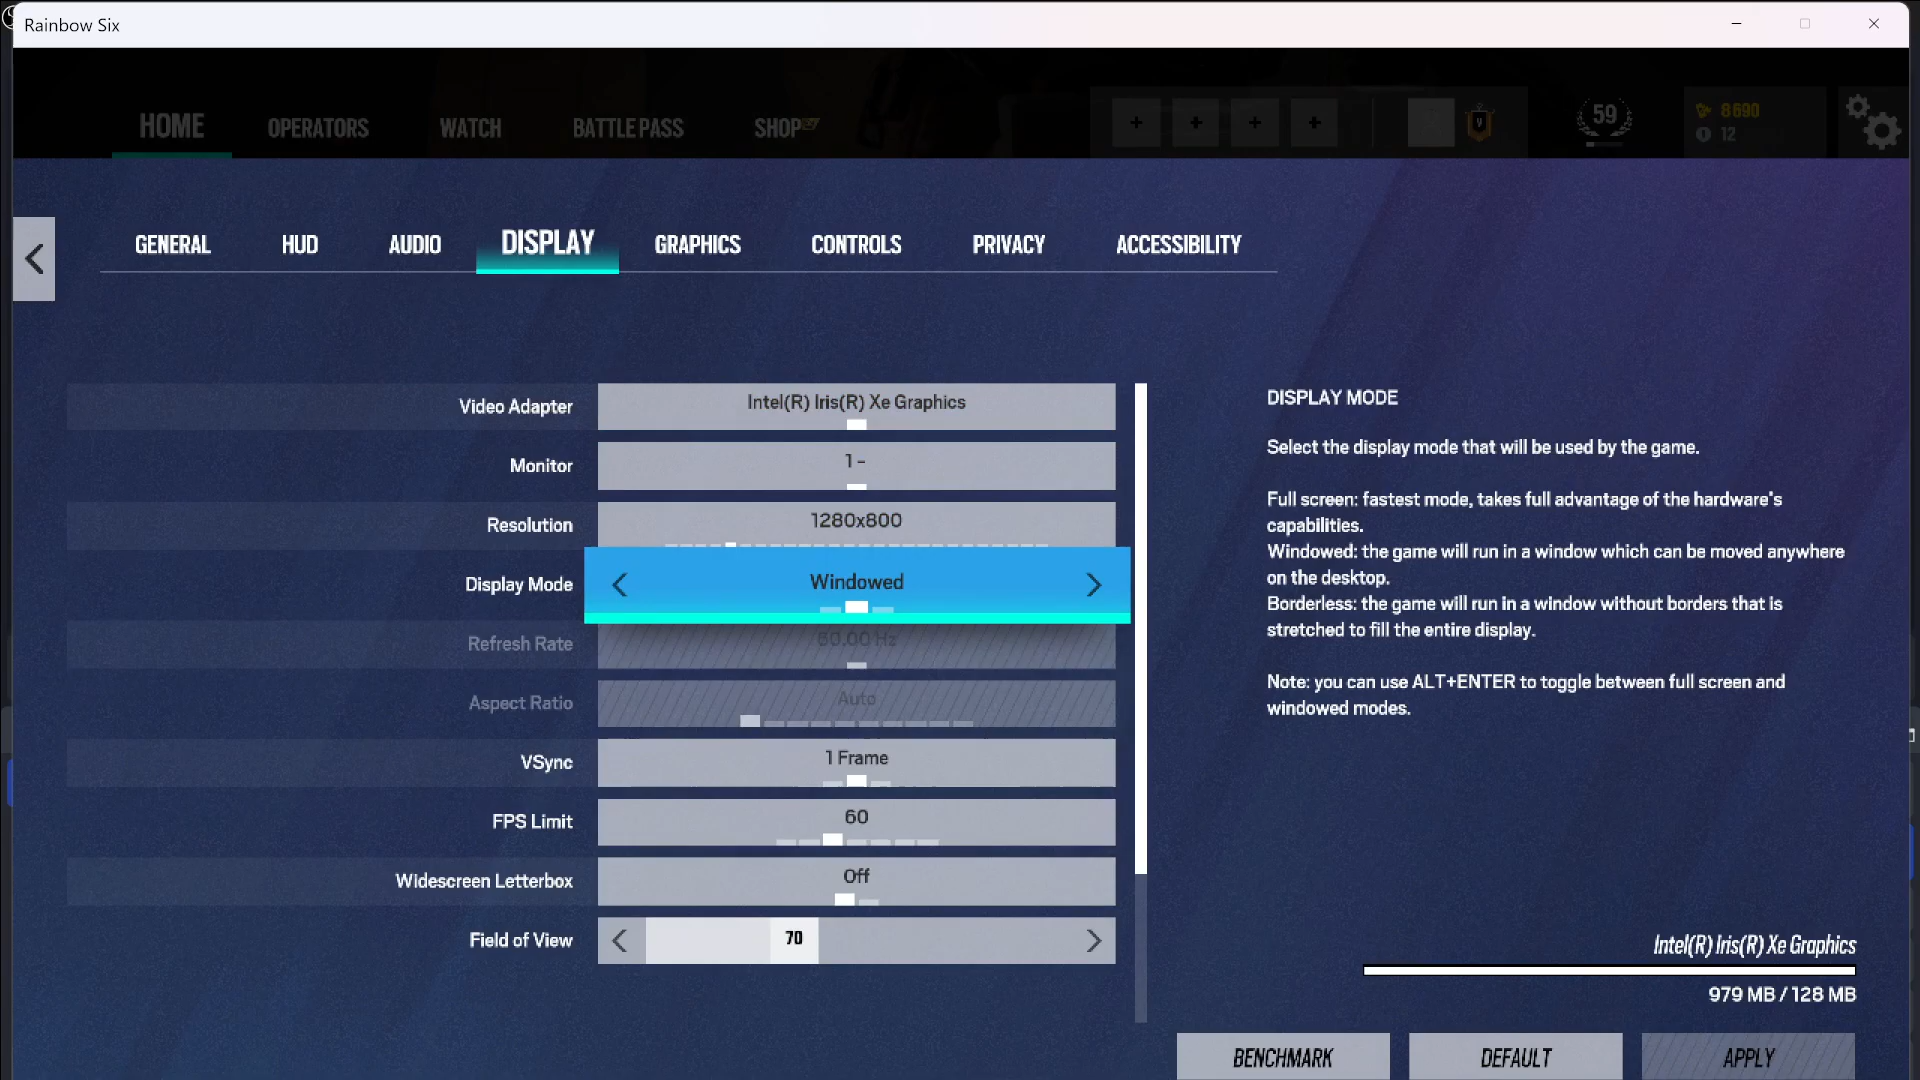 Rainbow Six
HOME OPERATORS WATCH BATTLE PASS SHOP + + + + V 59 8690
12
GENERAL HUD AUDIO DISPLAY GRAPHICS CONTROLS PRIVACY ACCESSIBILITY
Video Adapter Intel(R) Iris(R) Xe Graphics
Monitor 1 -
Resolution 1280x800
Display Mode Windowed
Refresh Rate 60.00 Hz
Aspect Ratio Auto
VSync 1 Frame
FPS Limit 60
Widescreen Letterbox Off
Field of View 70
DISPLAY MODE
Select the display mode that will be used by the game.
Full screen: fastest mode, takes full advantage of the hardware's
capabilities.
Windowed: the game will run in a window which can be moved anywhere
on the desktop.
Borderless: the game will run in a window without borders that is
stretched to fill the entire display.
Note: you can use ALT+ENTER to toggle between full screen and
windowed modes.
Intel(R) Iris(R) Xe Graphics
979 MB / 128 MB
BENCHMARK DEFAULT APPLY